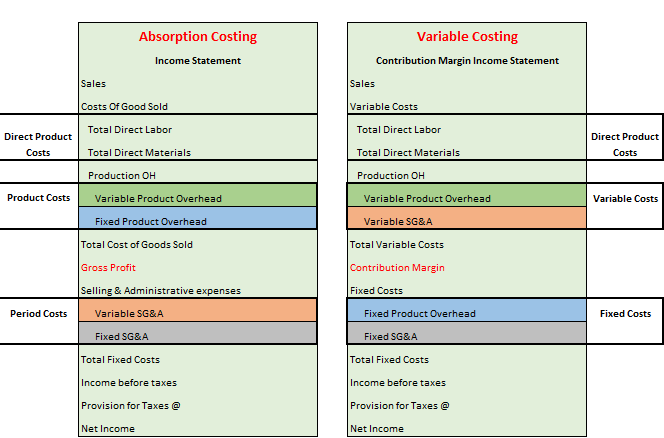 Absorption Costing
Income Statement
Sales
Costs Of Good Sold
Direct Product
Costs
Total Direct Labor
Total Direct Materials
Production OH
Product Costs
Variable Product Overhead
Fixed Product Overhead
Total Cost of Goods Sold
Gross Profit
Selling & Administrative expenses
Period Costs
Variable SG&A
Fixed SG&A
Total Fixed Costs
Income before taxes
Provision for Taxes @
Net Income
Variable Costing
Contribution Margin Income Statement
Sales
Variable Costs
Total Direct Labor
Total Direct Materials
Direct Product
Costs
Production OH
Variable Product Overhead
Variable SG&A
Variable Costs
Total Variable Costs
Contribution Margin
Fixed Costs
Fixed Product Overhead
Fixed SG&A
Fixed Costs
Total Fixed Costs
Income before taxes
Provision for Taxes @
Net Income